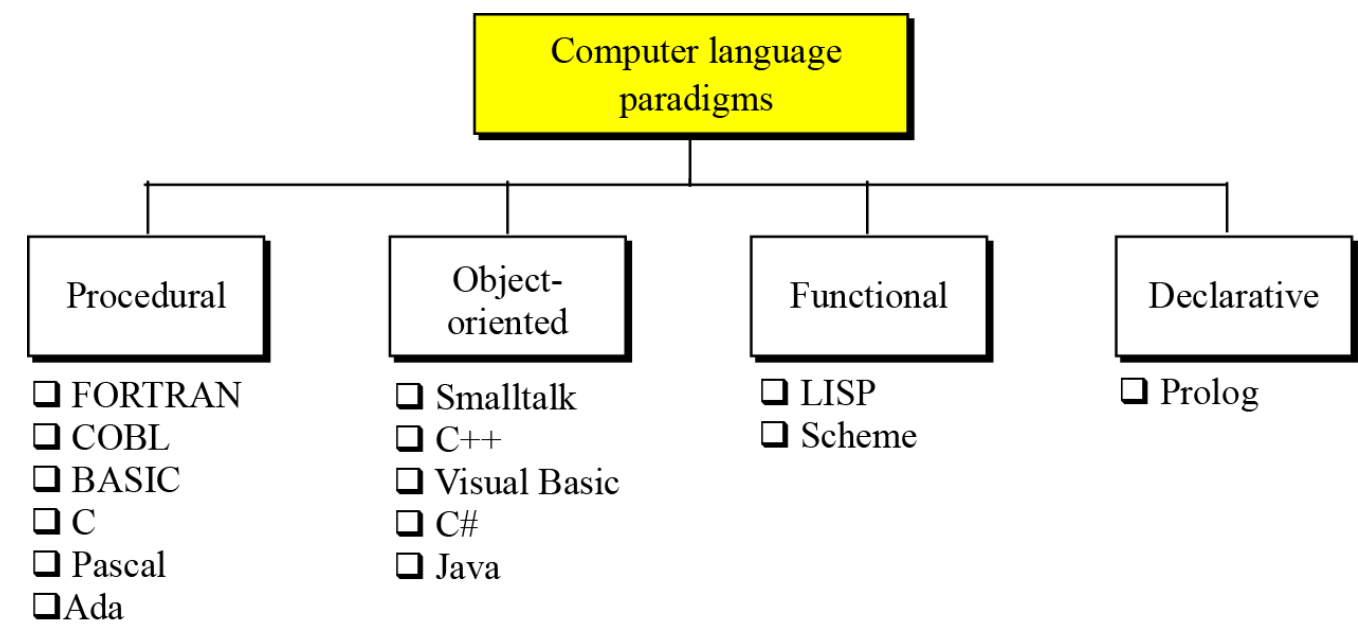 Computer language
paradigms
Procedural
❑ FORTRAN
❑ COBL
❑ BASIC
❑ C
❑ Pascal
❑Ada
Object-
oriented
❑ Smalltalk
❑ C++
❑ Visual Basic
❑ C#
❑ Java
Functional
❑ LISP
❑ Scheme
Declarative
❑ Prolog